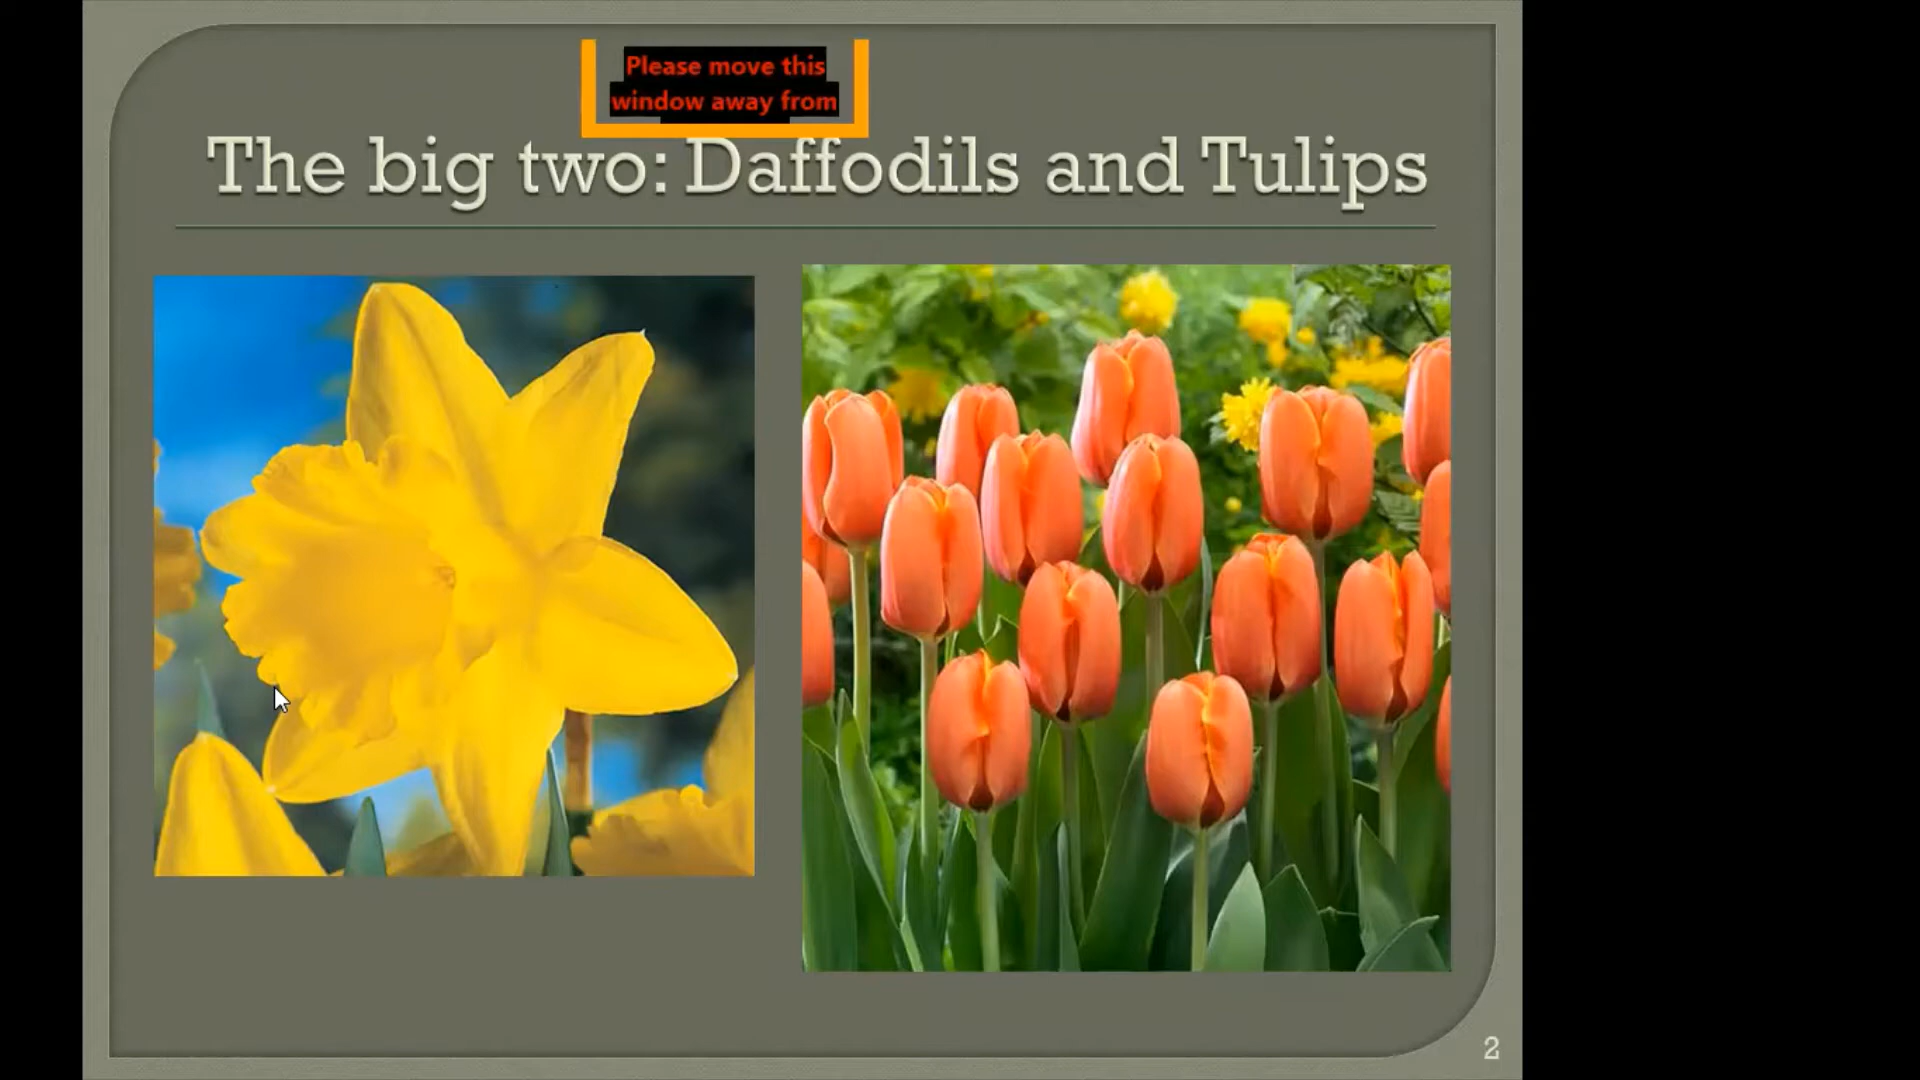 Please move this
window away from
The big two: Daffodils and Tulips
2